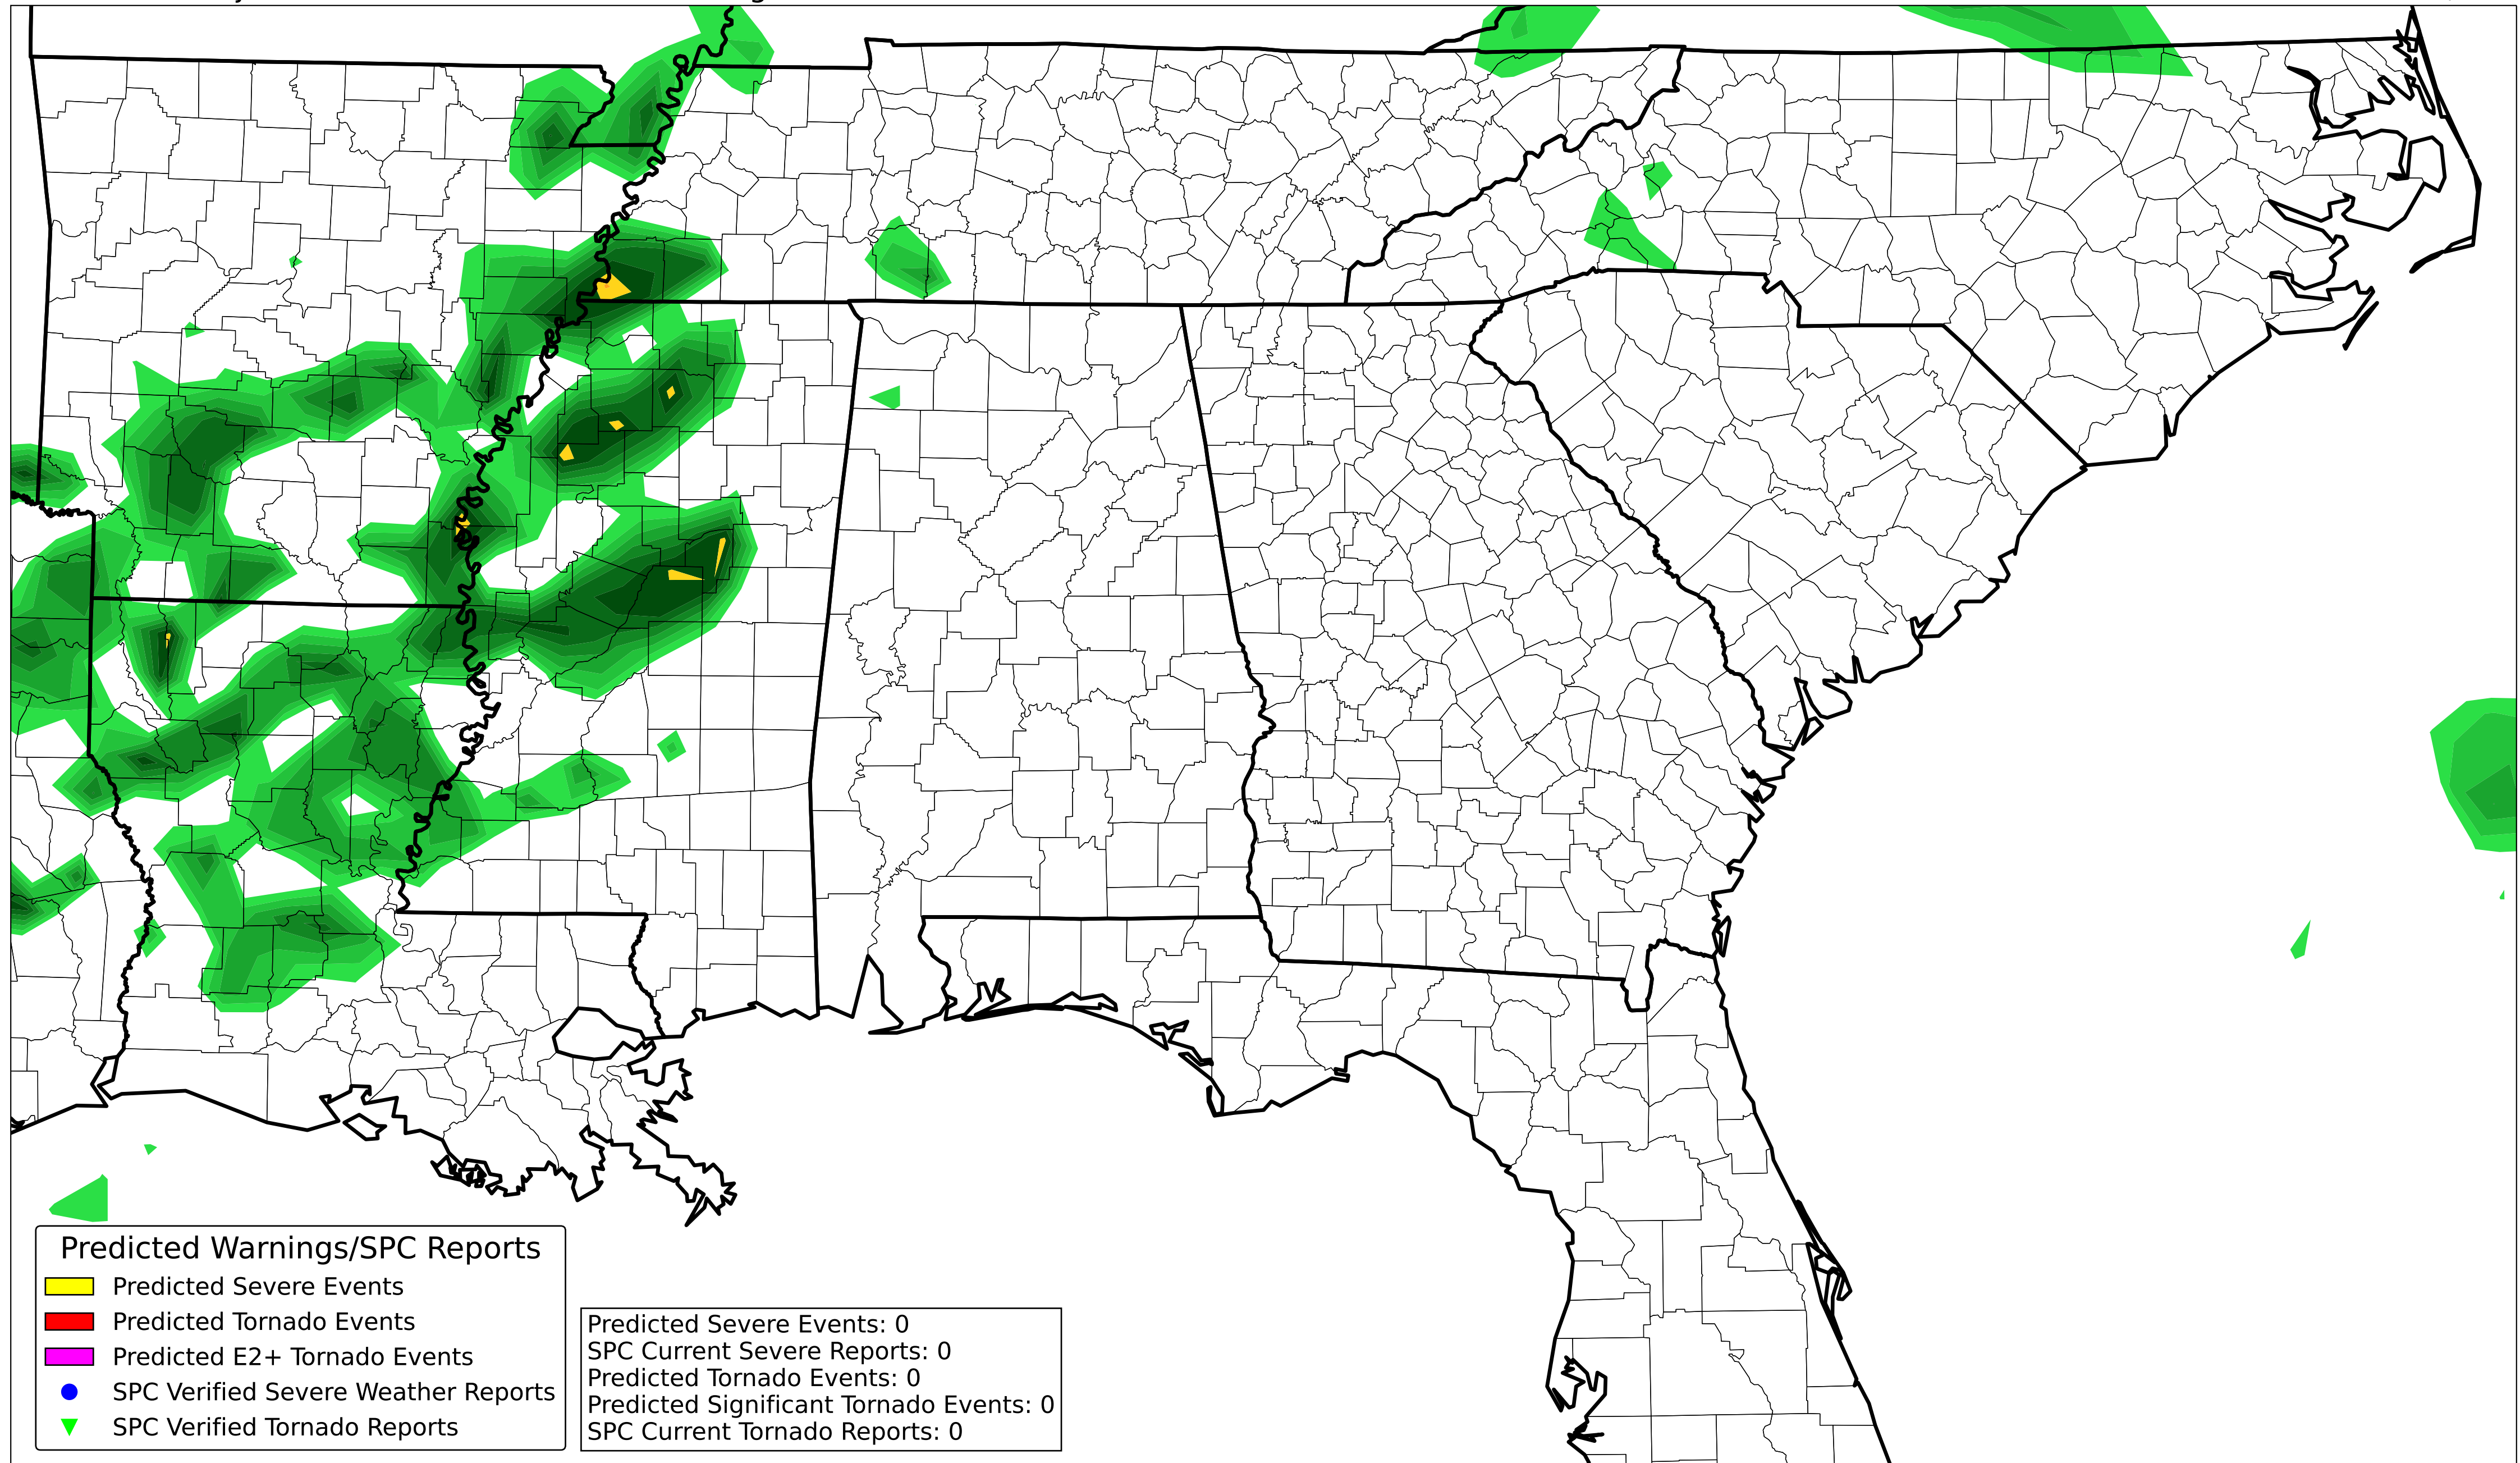 Predicted Warnings/SPC Reports
Predicted Severe Events
Predicted Tornado Events
Predicted E2+ Tornado Events
SPC Verified Severe Weather Reports
SPC Verified Tornado Reports
Predicted Severe Events: 0
SPC Current Severe Reports: 0
Predicted Tornado Events: 0
Predicted Significant Tornado Events: 0
SPC Current Tornado Reports: 0